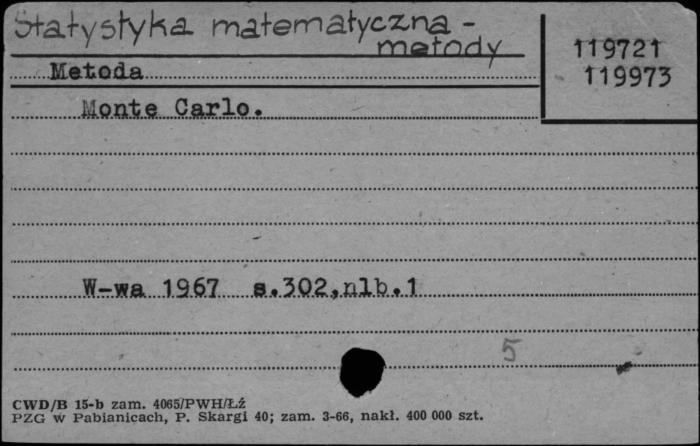 Statystyka matematyczna -
metody
119721
119973
Metoda
Monte Carlo.
W-wa 1967 s.302,nlb.1
5
CWD/B 15-b zam. 4065/PWH/Łź
PZG w Pabianicach, P. Skargi 40; zam. 3-66, nakł. 400 000 szt.